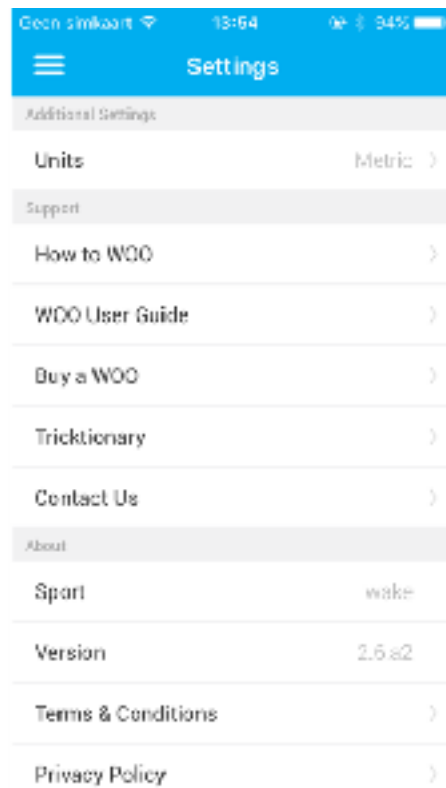 Geen simkaart 13:54 94%
Settings
Additional Settings
Units Metric
Support
How to WOO
WOO User Guide
Buy a WOO
Tricktionary
Contact Us
About
Sport wake
Version 2.6.a2
Terms & Conditions
Privacy Policy